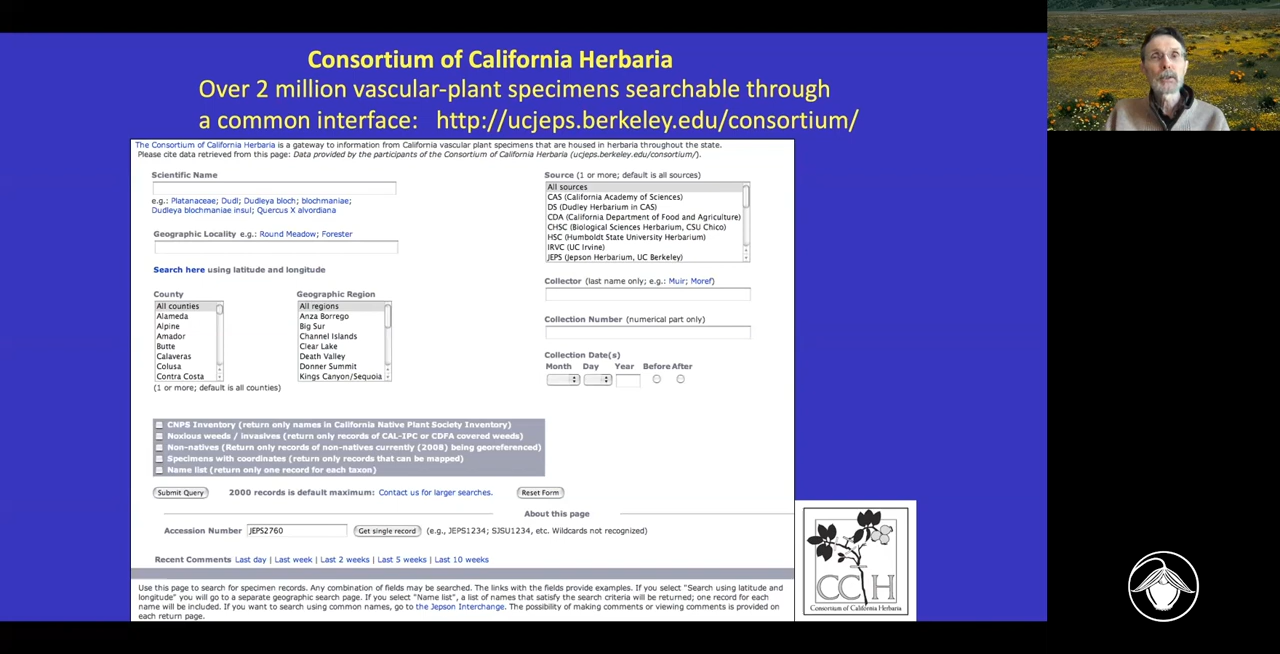 Consortium of California Herbaria
Over 2 million vascular-plant specimens searchable through
a common interface: http://ucjeps.berkeley.edu/consortium/
The Consortium of California Herbaria is a gateway to information from California vascular plant specimens that are housed in herbaria throughout the state.
Please cite data retrieved from this page: Data provided by the participants of the Consortium of California Herbaria (ucjeps.berkeley.edu/consortium/).
Scientific Name
e.g.: Platanaceae; Dudl; Dudleya bloch; blochmaniae;
Dudleya blochmaniae insul; Quercus X alvordiana
Geographic Locality e.g.: Round Meadow; Forester
Search here using latitude and longitude
County
All counties
Alameda
Alpine
Amador
Butte
Calaveras
Colusa
Contra Costa
(1 or more; default is all counties)
Geographic Region
All regions
Anza Borrego
Big Sur
Channel Islands
Clear Lake
Death Valley
Donner Summit
Kings Canyon/Sequoia
Source (1 or more; default is all sources)
All sources
CAS (California Academy of Sciences)
DS (Dudley Herbarium in CAS)
CDA (California Department of Food and Agriculture)
CHSC (Biological Sciences Herbarium, CSU Chico)
HSC (Humboldt State University Herbarium)
IRVC (UC Irvine)
JEPS (Jepson Herbarium, UC Berkeley)
Collector (last name only; e.g.: Muir; Moref)
Collection Number (numerical part only)
Collection Date(s)
Month Day Year Before After
CNPS Inventory (return only names in California Native Plant Society Inventory)
Noxious weeds / invasives (return only records of CAL-IPC or CDFA covered weeds)
Non-natives (Return only records of non-natives currently (2008) being georeferenced)
Specimens with coordinates (return only records that can be mapped)
Name list (return only one record for each taxon)
Submit Query 2000 records is default maximum: Contact us for larger searches. Reset Form
About this page
Accession Number JEPS2760 Get single record (e.g., JEPS1234; SJSU1234, etc. Wildcards not recognized)
Recent Comments Last day | Last week | Last 2 weeks | Last 5 weeks | Last 10 weeks
Use this page to search for specimen records. Any combination of fields may be searched. The links with the fields provide examples. If you select "Search using latitude and
longitude" you will go to a separate geographic search page. If you select "Name list", a list of names that satisfy the search criteria will be returned; one record for each
name will be included. If you want to search using common names, go to the Jepson Interchange. The possibility of making comments or viewing comments is provided on
each return page.
CCH
Consortium of California Herbaria